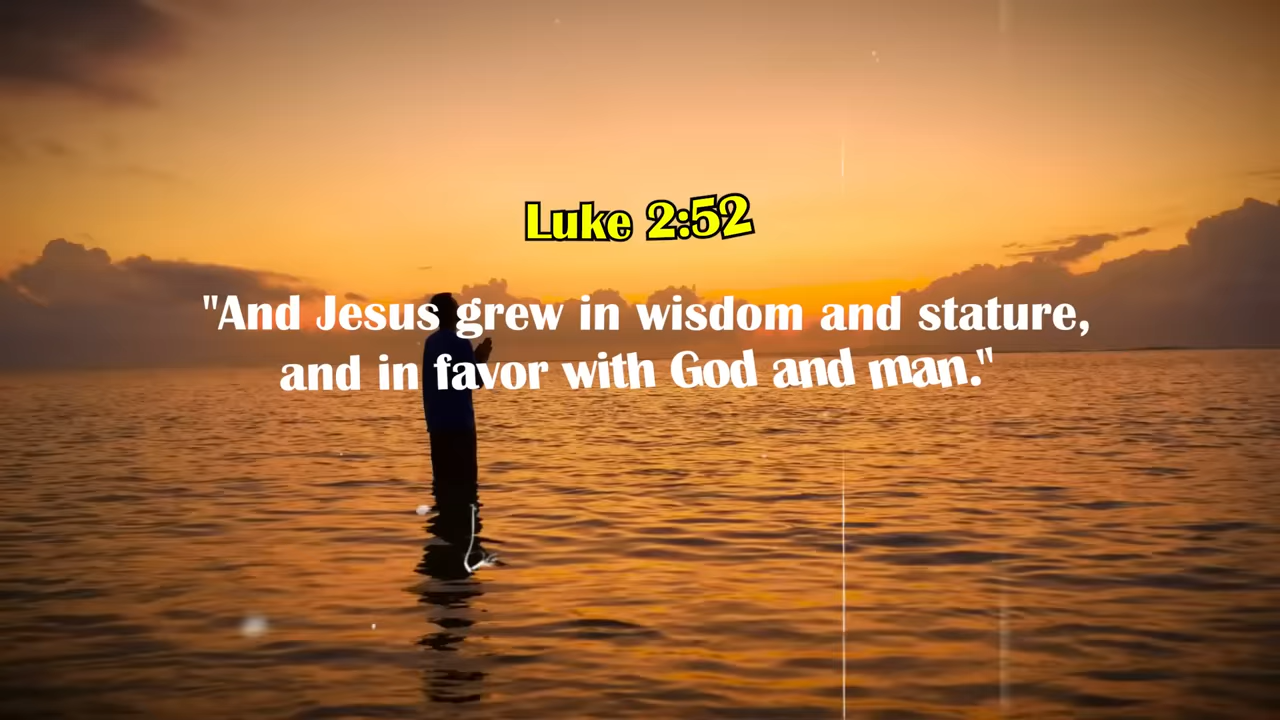 Luke 2:52
"And Jesus grew in wisdom and stature,
and in favor with God and man."